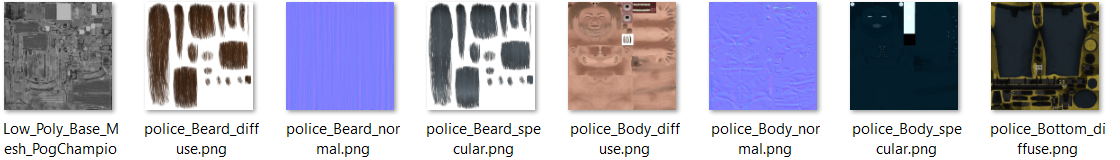 Low_Poly_Base_M
esh_PogChampio
police_Beard_diff
use.png
police_Beard_nor
mal.png
police_Beard_spe
cular.png
police_Body_diff
use.png
police_Body_nor
mal.png
police_Body_spe
cular.png
police_Bottom_di
ffuse.png